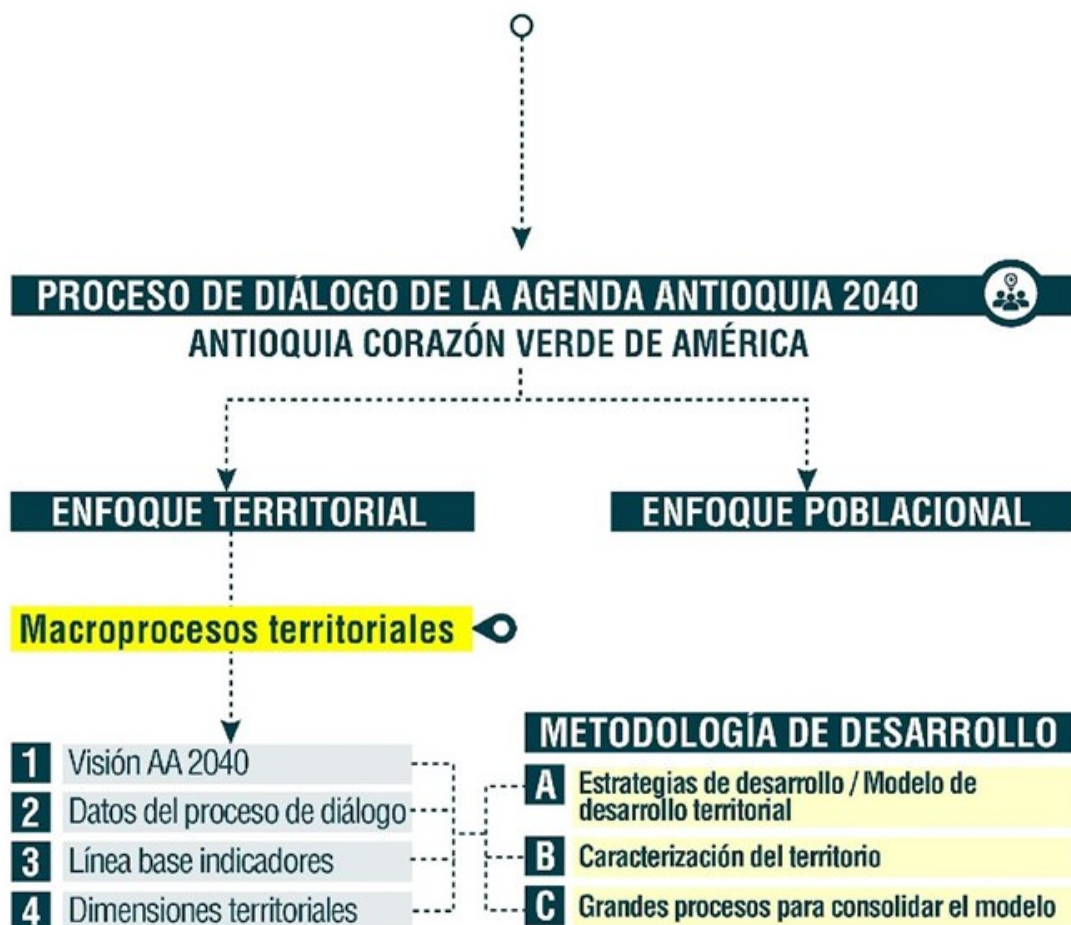 PROCESO DE DIÁLOGO DE LA AGENDA ANTIOQUIA 2040
ANTIOQUIA CORAZÓN VERDE DE AMÉRICA
ENFOQUE TERRITORIAL
ENFOQUE POBLACIONAL
Macroprocesos territoriales
1 Visión AA 2040
2 Datos del proceso de diálogo
3 Línea base indicadores
4 Dimensiones territoriales
METODOLOGÍA DE DESARROLLO
A Estrategias de desarrollo / Modelo de
desarrollo territorial
B Caracterización del territorio
C Grandes procesos para consolidar el modelo